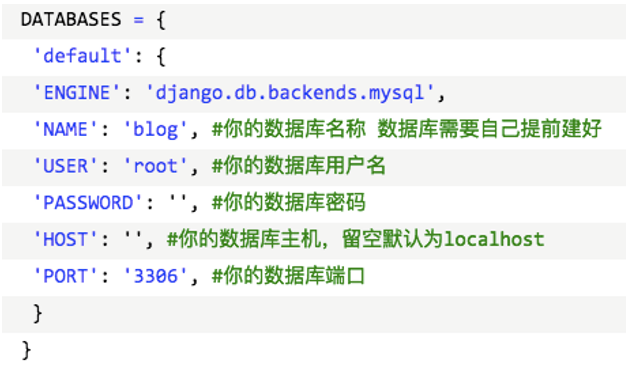 DATABASES = {
'default': {
'ENGINE': 'django.db.backends.mysql',
'NAME': 'blog', #你的数据库名称 数据库需要自己提前建好
'USER': 'root', #你的数据库用户名
'PASSWORD': '', #你的数据库密码
'HOST': '', #你的数据库主机，留空默认为localhost
'PORT': '3306', #你的数据库端口
}
}